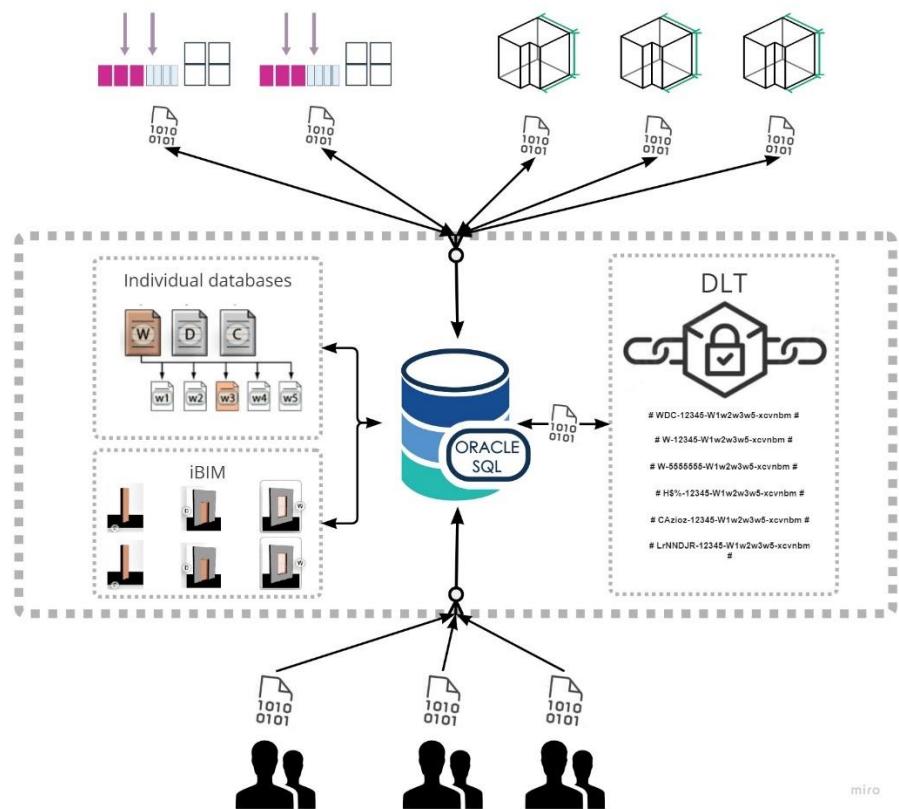 1010
0101
1010
0101
1010
0101
1010
0101
1010
0101
Individual databases
W D C
w1 w2 w3 w4 w5
iBIM
D
W
C
D
W
C
ORACLE
SQL
1010
0101
DLT
# WDC-12345-W1w2w3w5-xcvnbm #
# W-12345-W1w2w3w5-xcvnbm #
# W-5555555-W1w2w3w5-xcvnbm #
# H$%-12345-W1w2w3w5-xcvnbm #
# CAzioz-12345-W1w2w3w5-xcvnbm #
# LrNNDJR-12345-W1w2w3w5-xcvnbm
#
1010
0101
1010
0101
1010
0101
miro